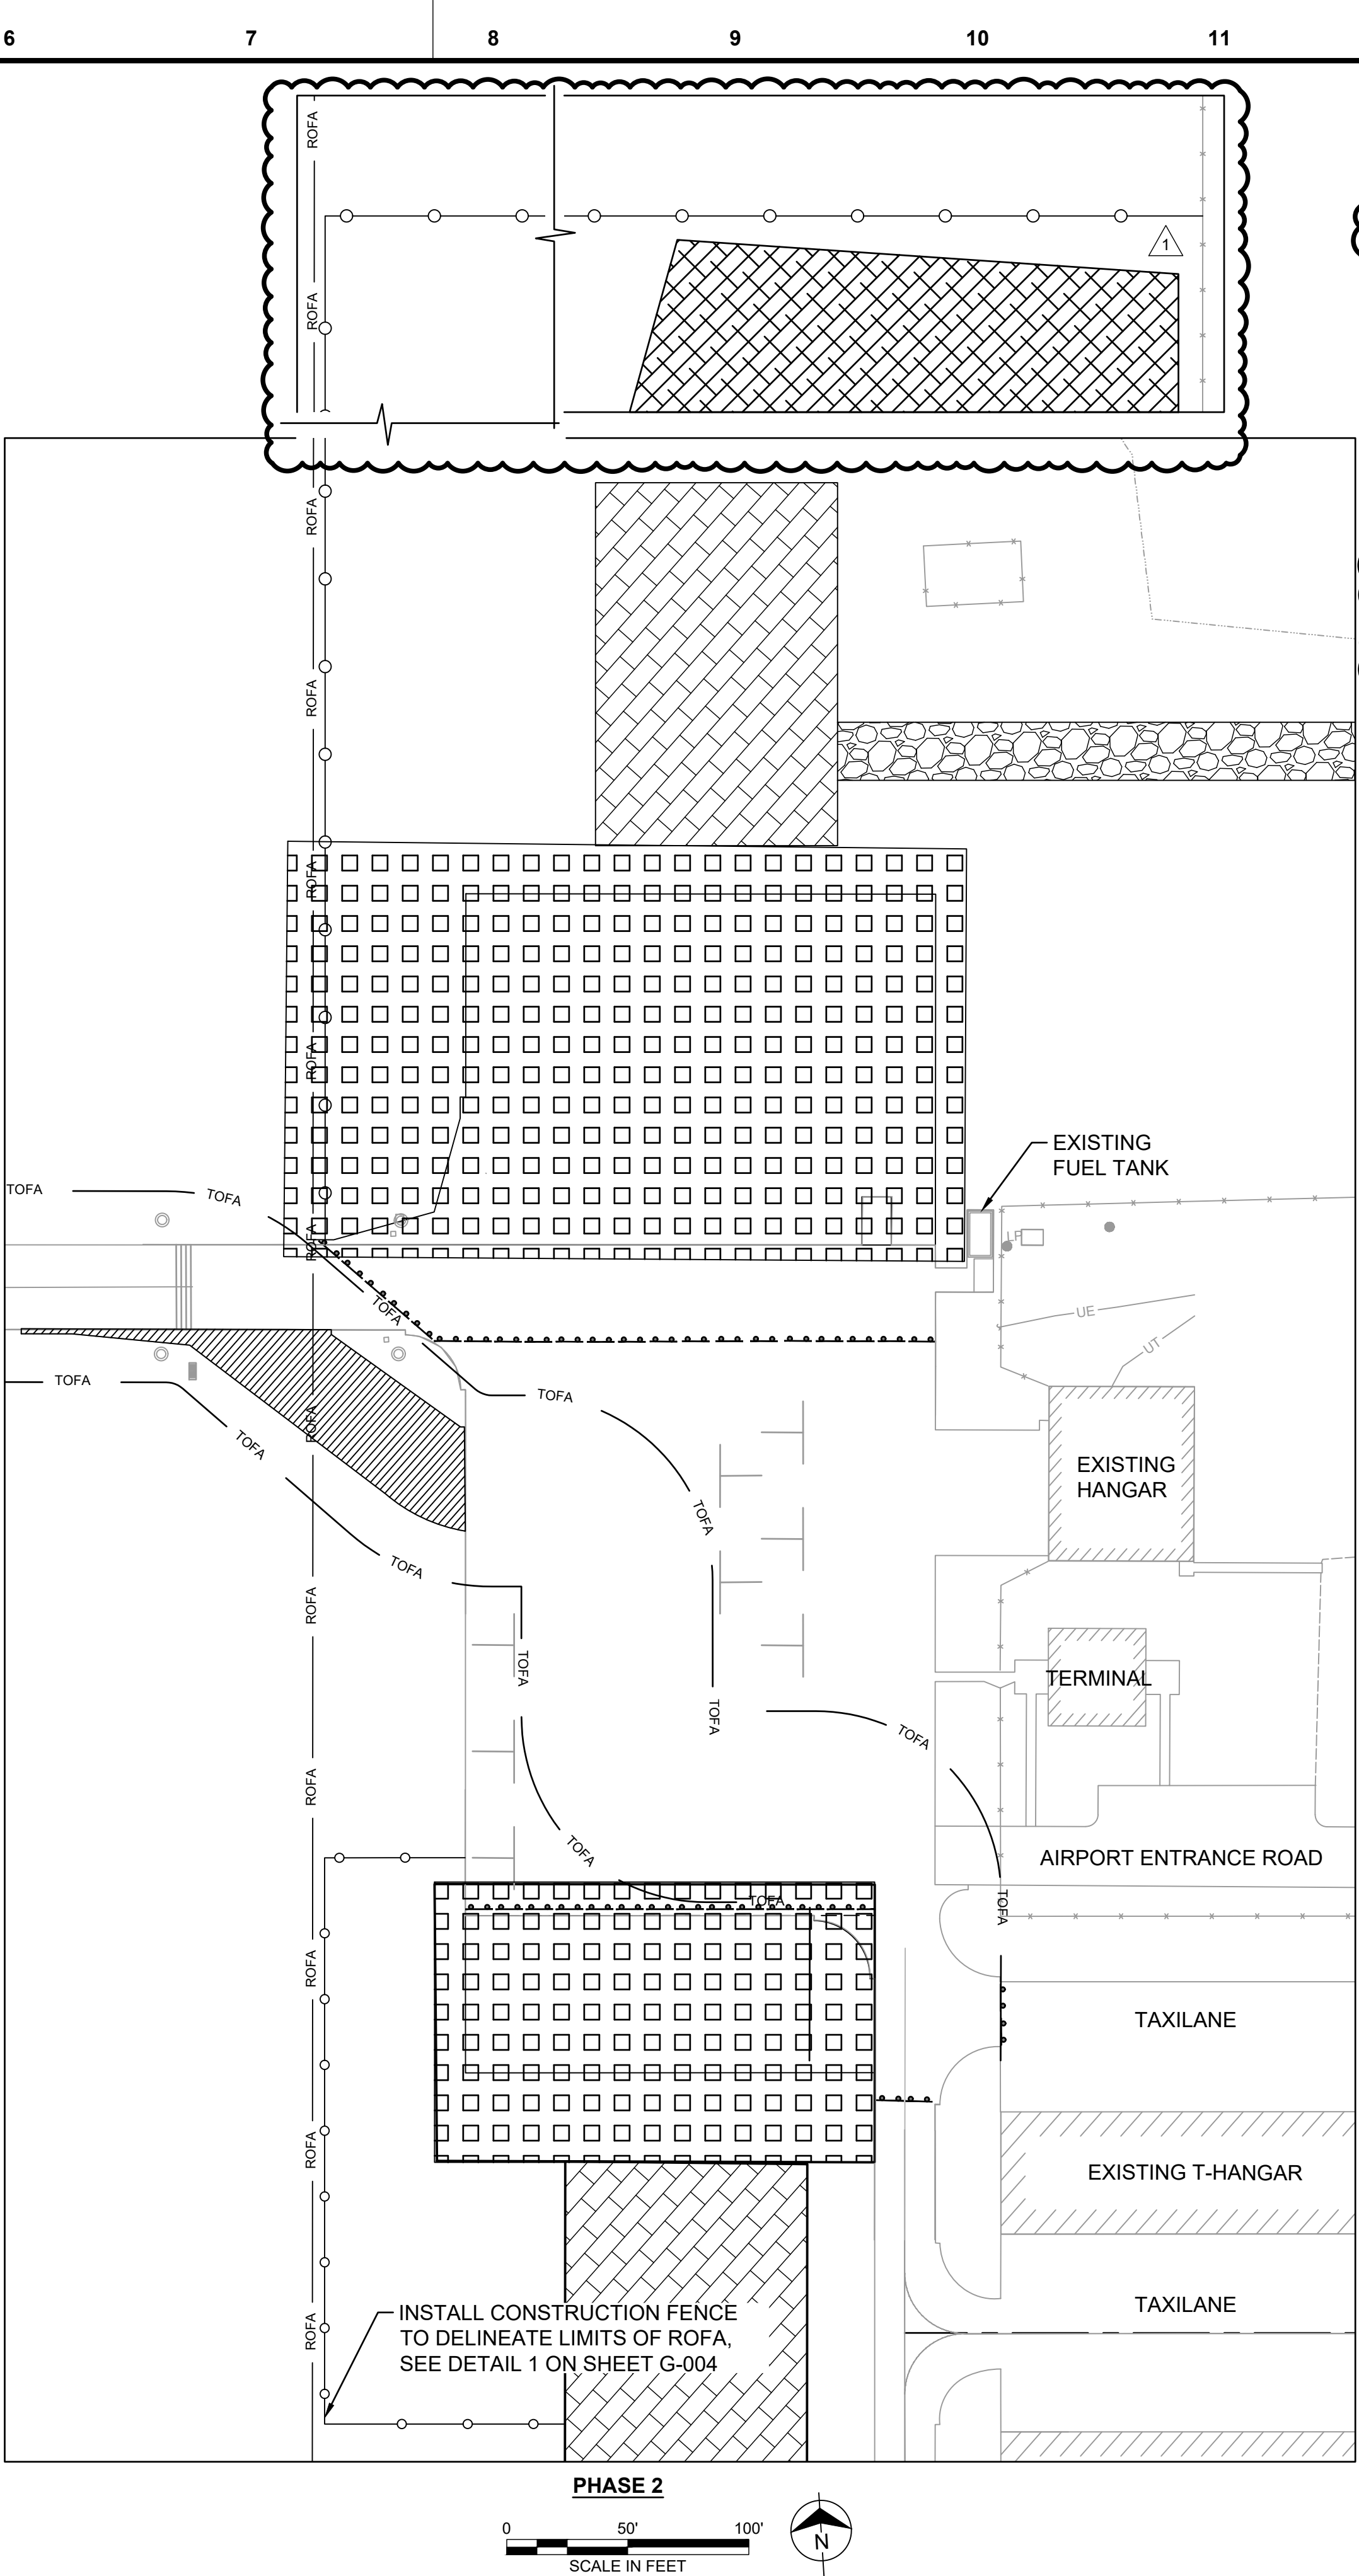 6 7 8 9 10 11
ROFA
1
ROFA
ROFA
ROFA
ROFA
ROFA
EXISTING
FUEL TANK
TOFA
TOFA
LP
ROFA
UE
TOFA
UT
TOFA
TOFA
ROFA
TOFA
EXISTING
HANGAR
TOFA
TOFA
ROFA
TOFA
TERMINAL
TOFA
TOFA
ROFA
TOFA
AIRPORT ENTRANCE ROAD
TOFA
TOFA
ROFA
TAXILANE
ROFA
EXISTING T-HANGAR
TAXILANE
INSTALL CONSTRUCTION FENCE
TO DELINEATE LIMITS OF ROFA,
SEE DETAIL 1 ON SHEET G-004
ROFA
PHASE 2
0 50' 100'
SCALE IN FEET
N